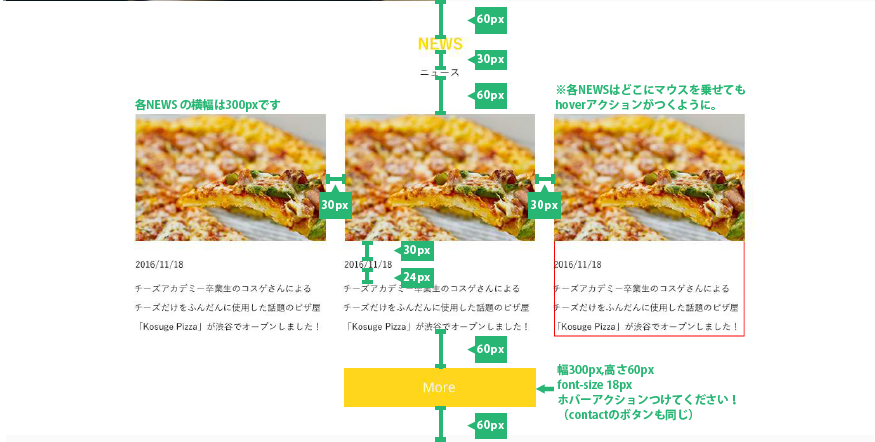 60px
NEWS
30px
ニュース
60px
各NEWS の横幅は300pxです
※各NEWSはどこにマウスを乗せても
hoverアクションがつくように。
30px
30px
30px
2016/11/18
2016/11/18
2016/11/18
24px
チーズアカデミー卒業生のコスゲさんによる
チーズだけをふんだんに使用した話題のピザ屋
「Kosuge Pizza」が渋谷でオープンしました！
チーズアカデミー卒業生のコスゲさんによる
チーズだけをふんだんに使用した話題のピザ屋
「Kosuge Pizza」が渋谷でオープンしました！
チーズアカデミー卒業生のコスゲさんによる
チーズだけをふんだんに使用した話題のピザ屋
「Kosuge Pizza」が渋谷でオープンしました！
60px
More
幅300px,高さ60px
font-size 18px
ホバーアクションつけてください！
（contactのボタンも同じ）
60px